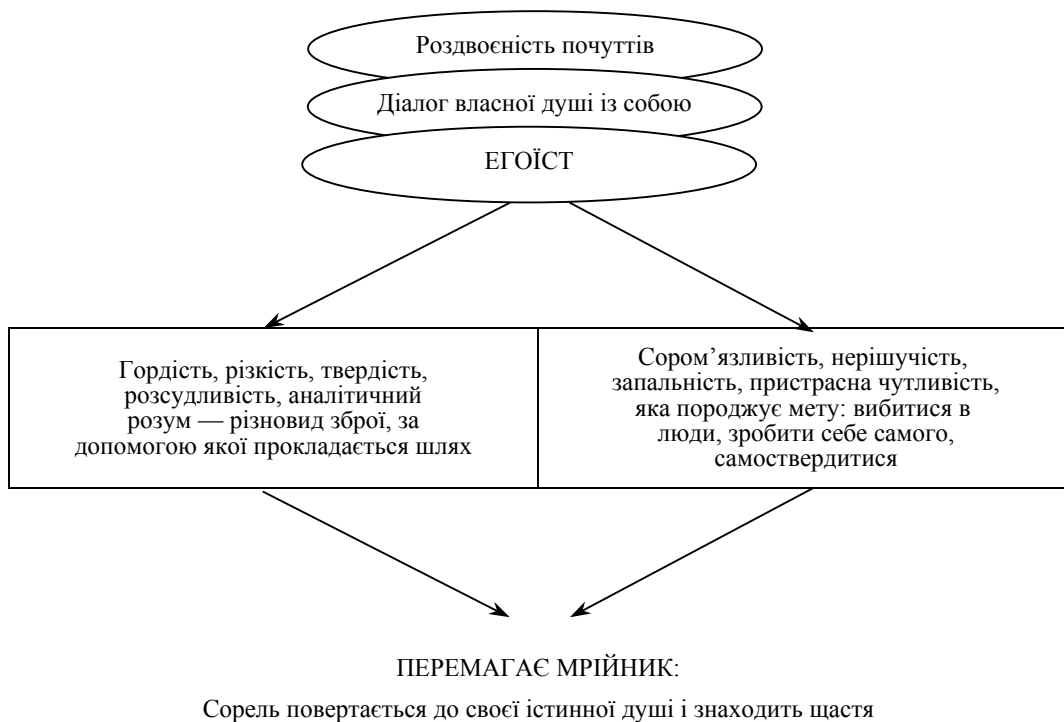 Роздвоєність почуттів
Діалог власної душі із собою
ЕГОЇСТ
Гордість, різкість, твердість,
розсудливість, аналітичний
розум — різновид зброї, за
допомогою якої прокладається шлях
Сором’язливість, нерішучість,
запальність, пристрасна чутливість,
яка породжує мету: вибитися в
люди, зробити себе самого,
самоствердитися
ПЕРЕМАГАЄ МРІЙНИК:
Сорель повертається до своєї істинної душі і знаходить щастя